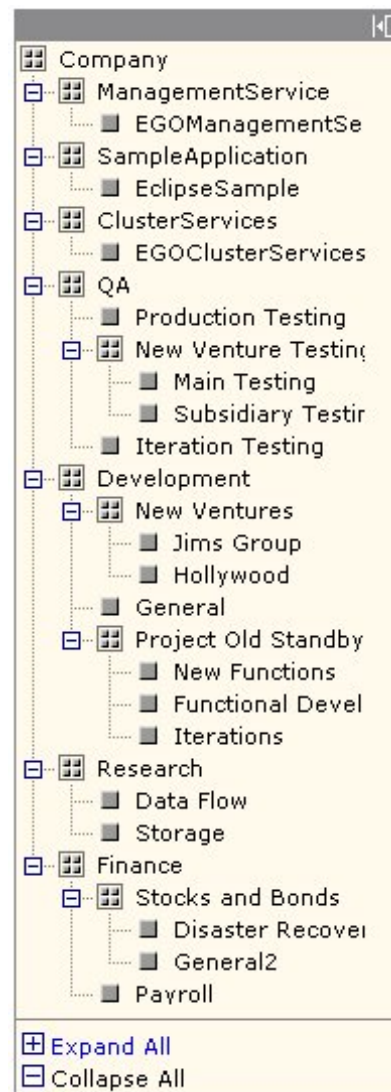 Company
ManagementService
EGOManagementSe
SampleApplication
EclipseSample
ClusterServices
EGOClusterServices
QA
Production Testing
New Venture Testing
Main Testing
Subsidiary Testin
Iteration Testing
Development
New Ventures
Jims Group
Hollywood
General
Project Old Standby
New Functions
Functional Devel
Iterations
Research
Data Flow
Storage
Finance
Stocks and Bonds
Disaster Recover
General2
Payroll
Expand All
Collapse All